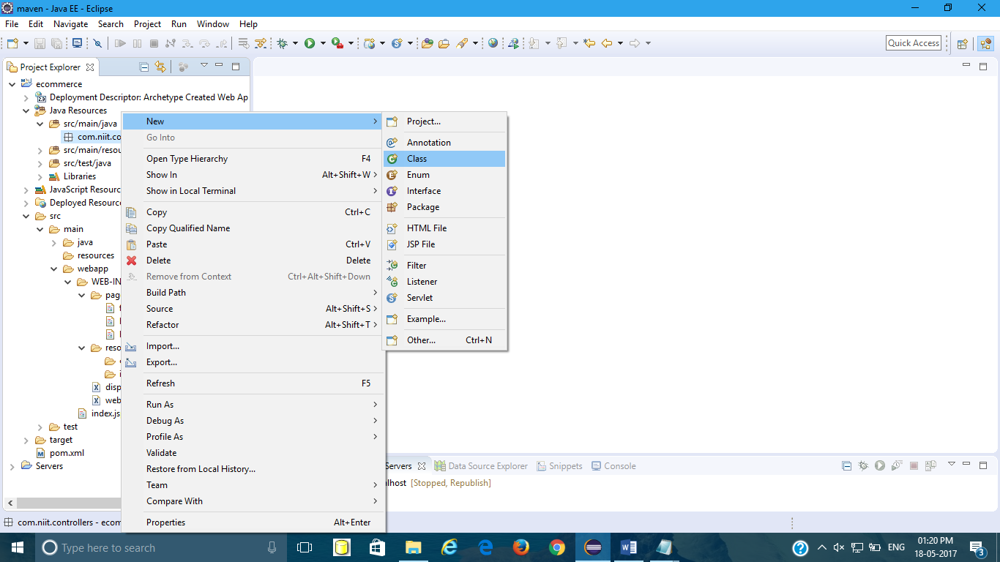 maven - Java EE - Eclipse
File Edit Navigate Search Project Run Window Help
Quick Access
Project Explorer
ecommerce
Deployment Descriptor: Archetype Created Web Ap
Java Resources
src/main/java
com.niit.co
src/main/resou
src/test/java
Libraries
JavaScript Resourc
Deployed Resource
src
main
java
resources
webapp
WEB-IN
pag
reso
disp
web
index.js
test
target
pom.xml
Servers
New
Go Into
Open Type Hierarchy F4
Show In Alt+Shift+W
Show in Local Terminal
Copy Ctrl+C
Copy Qualified Name
Paste Ctrl+V
Delete Delete
Remove from Context Ctrl+Alt+Shift+Down
Build Path
Source Alt+Shift+S
Refactor Alt+Shift+T
Import...
Export...
Refresh F5
Run As
Debug As
Profile As
Validate
Restore from Local History...
Team
Compare With
Properties Alt+Enter
Project...
Annotation
Class
Enum
Interface
Package
HTML File
JSP File
Filter
Listener
Servlet
Example...
Other... Ctrl+N
Servers Data Source Explorer Snippets Console
lhost [Stopped, Republish]
com.niit.controllers - ecom
Type here to search
ENG
01:20 PM
18-05-2017
3